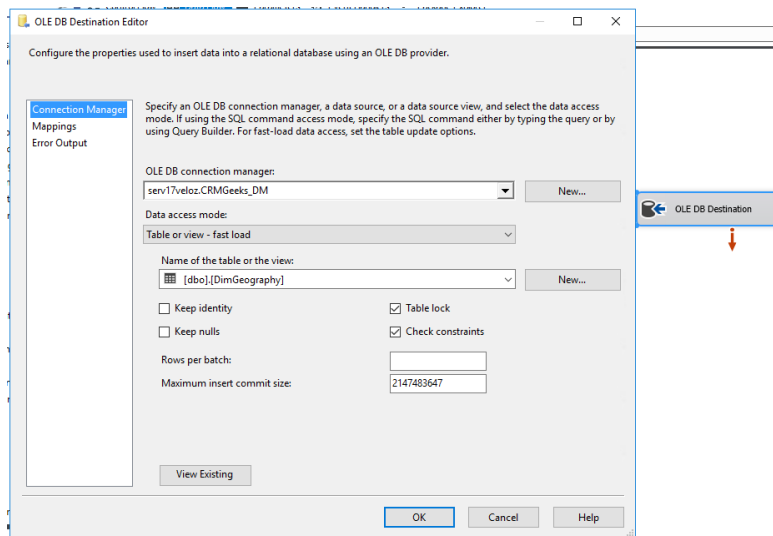 OLE DB Destination Editor
Configure the properties used to insert data into a relational database using an OLE DB provider.
Connection Manager
Mappings
Error Output
Specify an OLE DB connection manager, a data source, or a data source view, and select the data access
mode. If using the SQL command access mode, specify the SQL command either by typing the query or by
using Query Builder. For fast-load data access, set the table update options.
OLE DB connection manager:
serv17veloz.CRMGeeks_DM
New...
Data access mode:
Table or view - fast load
Name of the table or the view:
[dbo].[DimGeography]
New...
Keep identity
Table lock
Keep nulls
Check constraints
Rows per batch:
Maximum insert commit size:
2147483647
View Existing
OK
Cancel
Help
OLE DB Destination